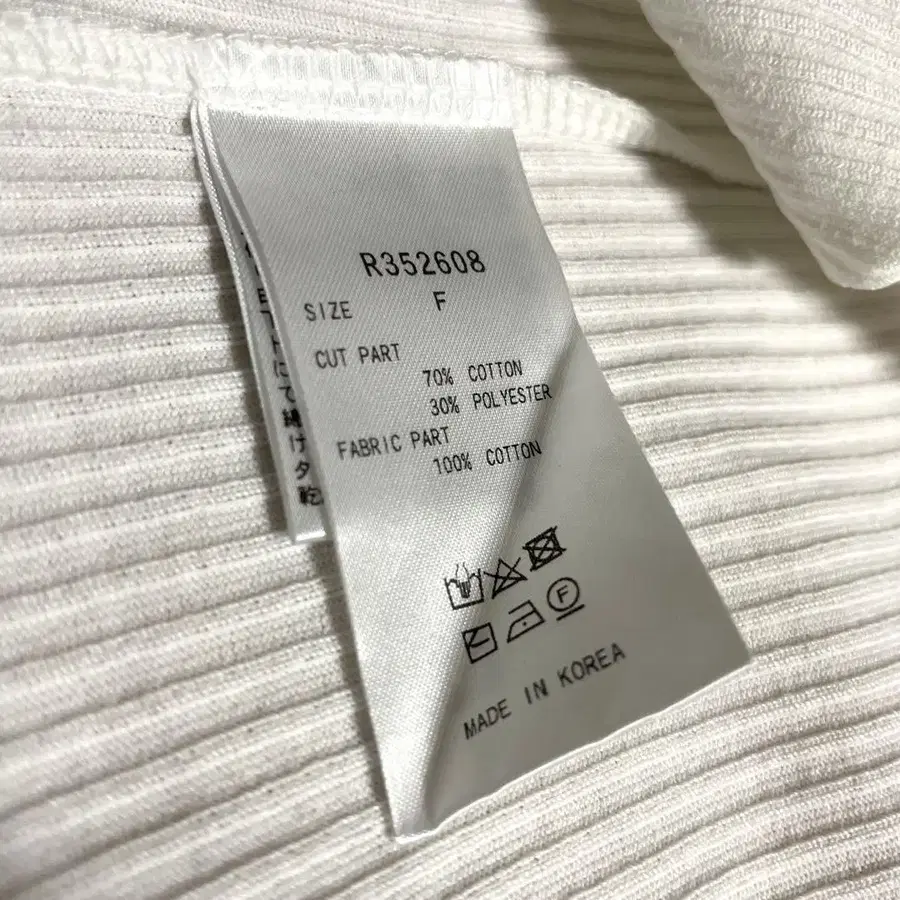 R352608
SIZE F
CUT PART
70% COTTON
30% POLYESTER
FABRIC PART
100% COTTON
F
MADE IN KOREA